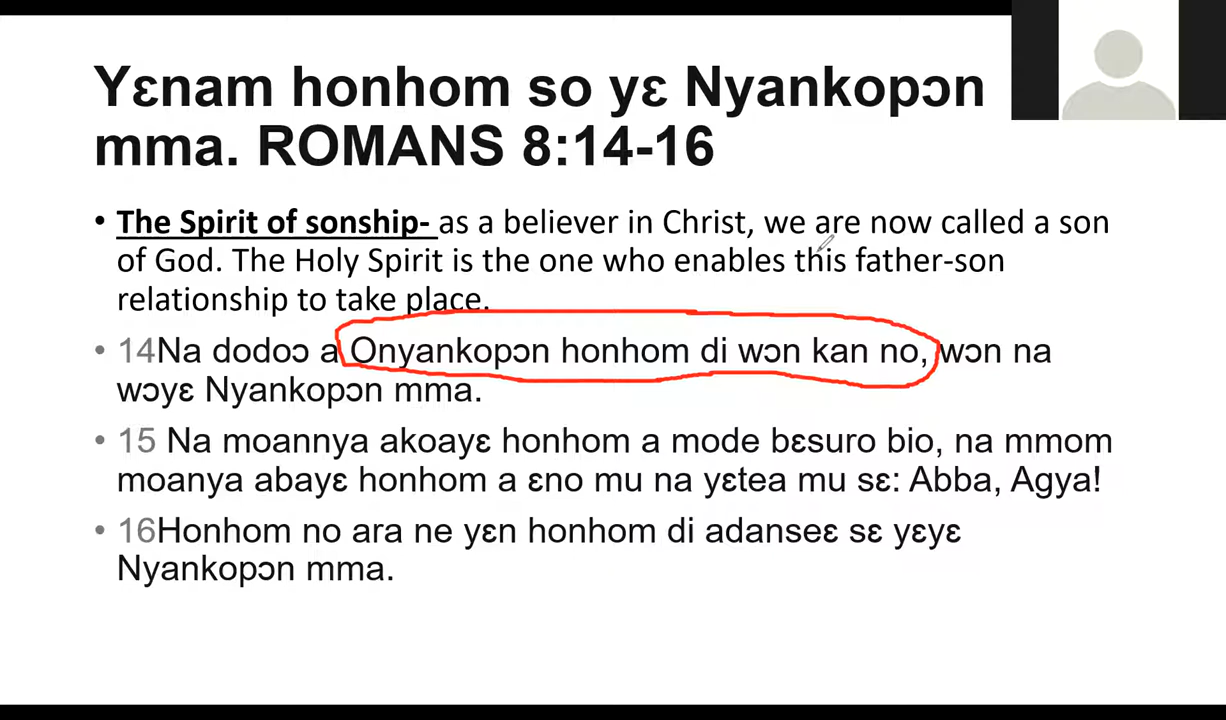 Yɛnam honhom so yɛ Nyankopɔn
mma. ROMANS 8:14-16
• The Spirit of sonship- as a believer in Christ, we are now called a son
of God. The Holy Spirit is the one who enables this father-son
relationship to take place.
• 14Na dodoɔ a Onyankopɔn honhom di wɔn kan no, wɔn na
wɔyɛ Nyankopɔn mma.
• 15 Na moannya akoayɛ honhom a mode bɛsuro bio, na mmom
moanya abayɛ honhom a ɛno mu na yɛtea mu sɛ: Abba, Agya!
• 16Honhom no ara ne yɛn honhom di adanseɛ sɛ yɛyɛ
Nyankopɔn mma.